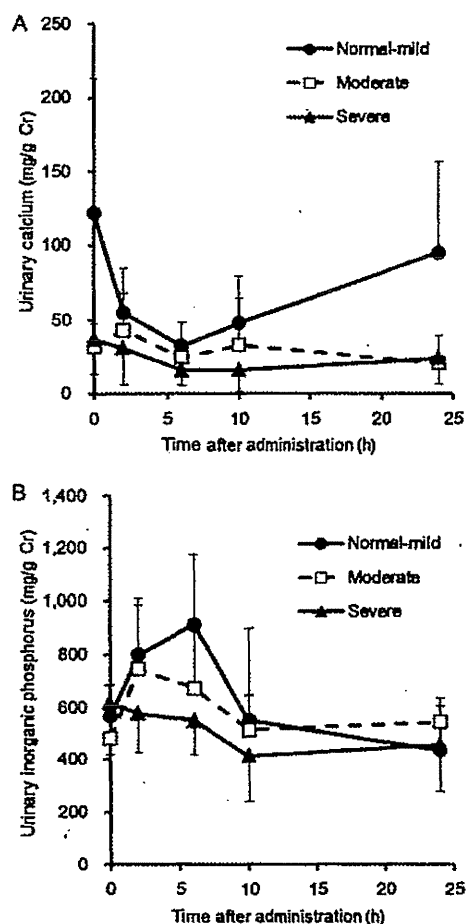 A
250
200
150
100
50
0
Urinary calcium (mg/g Cr)
Normal-mild
Moderate
Severe
0 5 10 15 20 25
Time after administration (h)
B
1,400
1,200
1,000
800
600
400
200
0
Urinary inorganic phosphorus (mg/g Cr)
Normal-mild
Moderate
Severe
0 5 10 15 20 25
Time after administration (h)